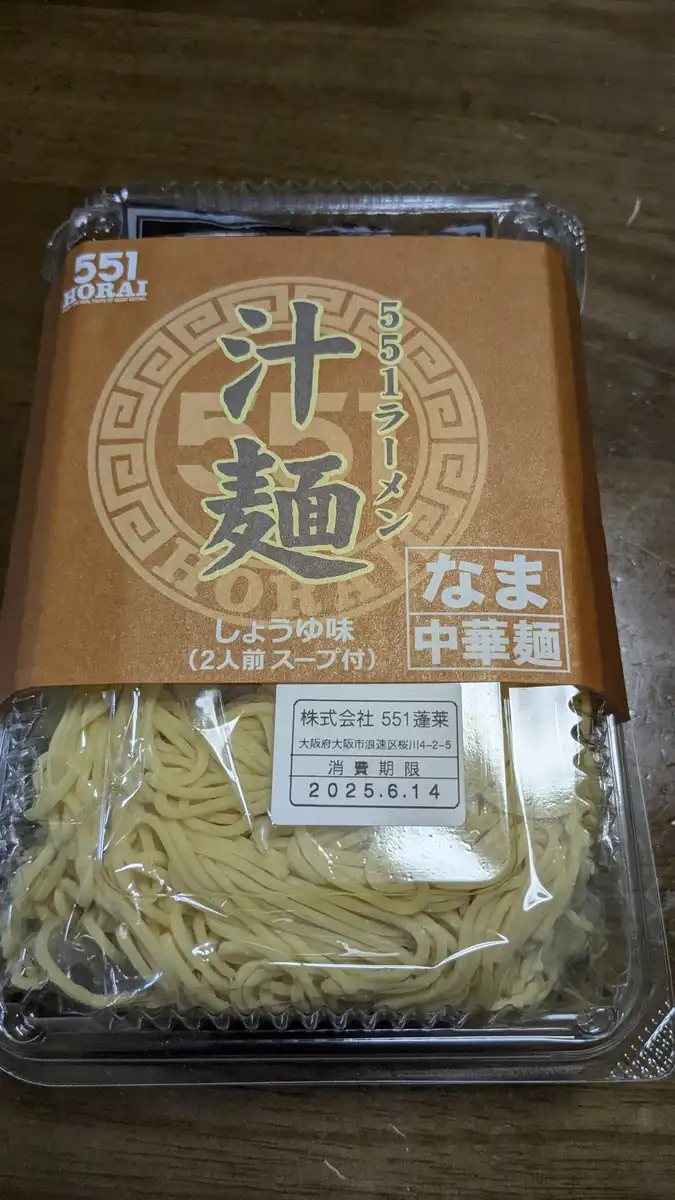 551
HORAI
551ラーメン
汁麺
551
HORAI
しょうゆ味
(2人前 スープ付)
なま
中華麺
株式会社 551蓬莱
大阪府大阪市浪速区桜川4-2-5
消費期限
2025.6.14